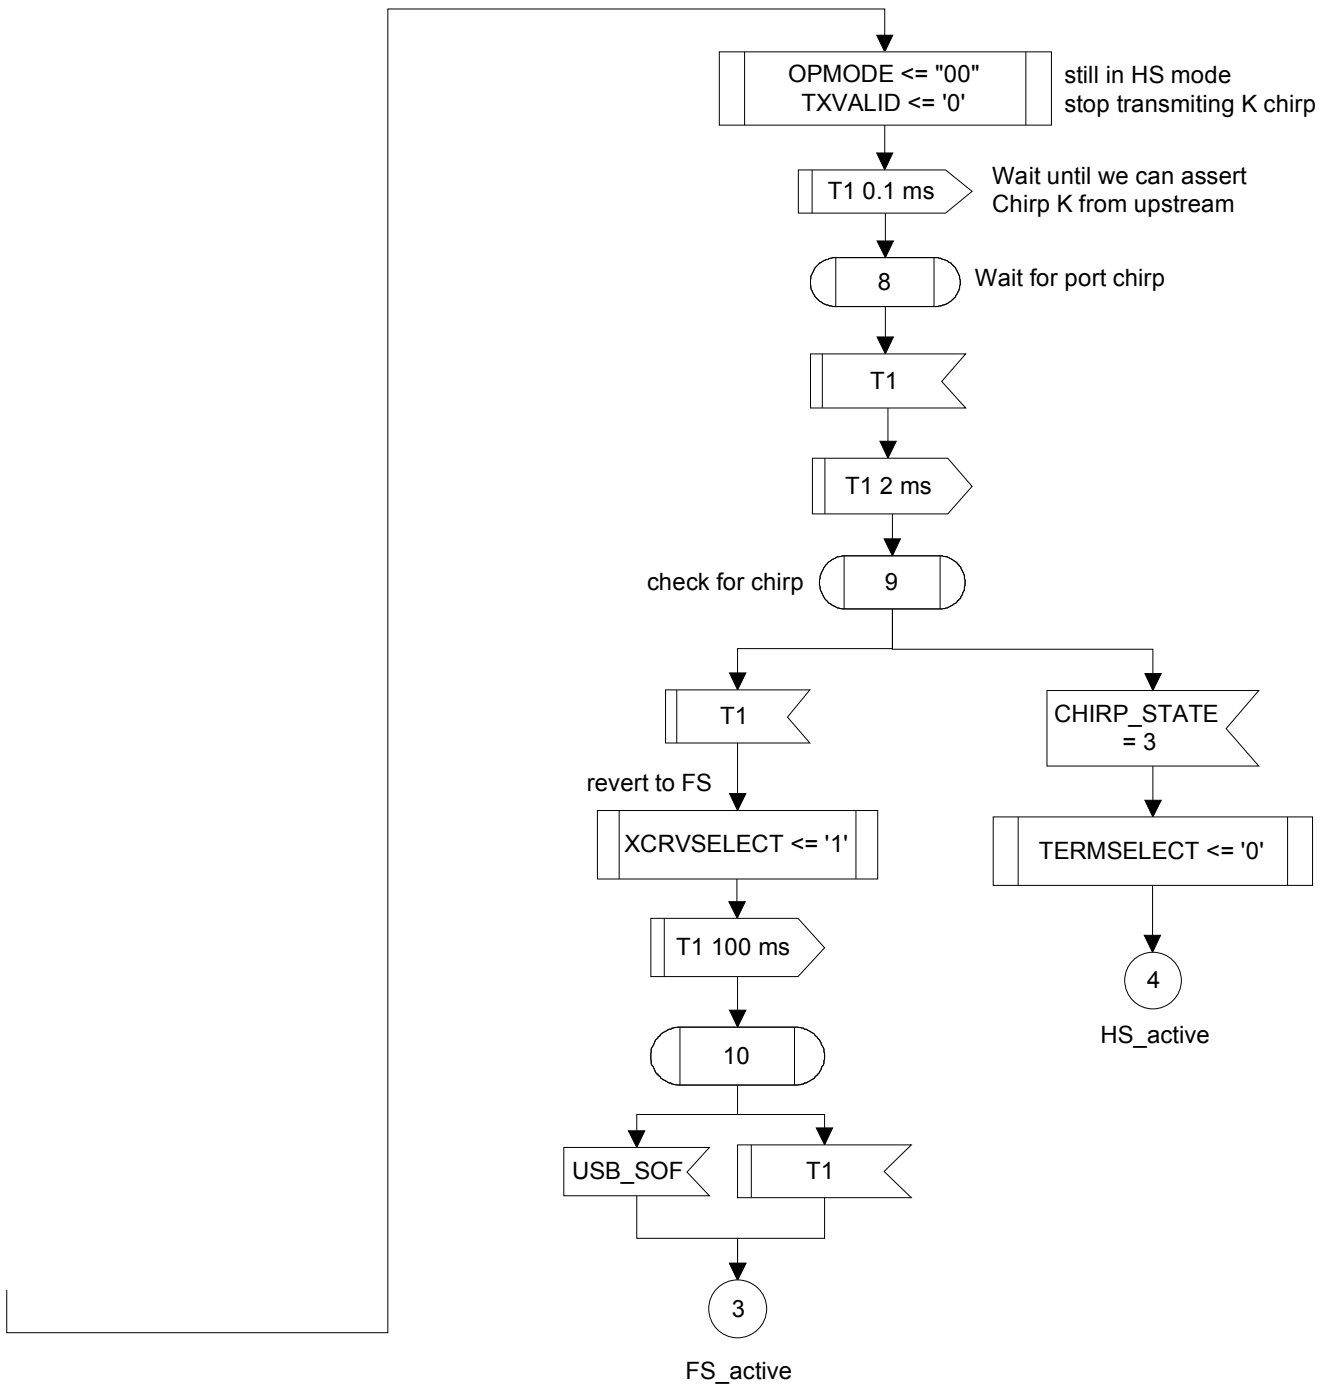 OPMODE <= "00"
TXVALID <= '0'
still in HS mode
stop transmiting K chirp
T1 0.1 ms
Wait until we can assert
Chirp K from upstream
8
Wait for port chirp
T1
T1 2 ms
check for chirp
9
T1
CHIRP_STATE
= 3
revert to FS
XCRVSELECT <= '1'
TERMSELECT <= '0'
T1 100 ms
4
HS_active
10
USB_SOF
T1
3
FS_active